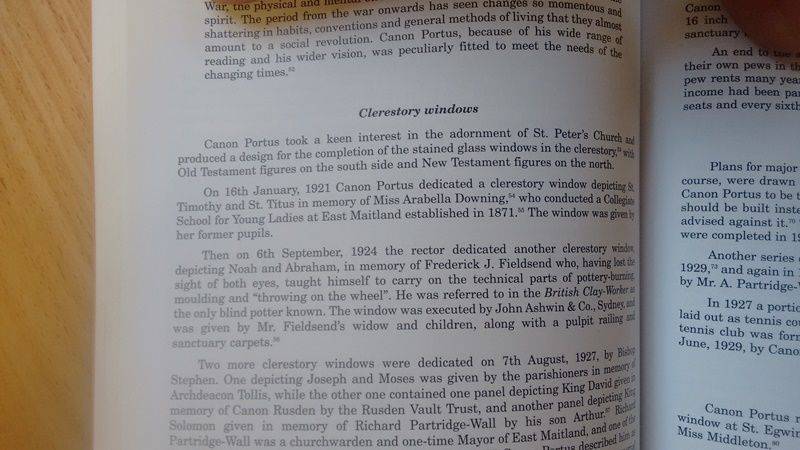 War, the physical and mental
spirit. The period from the war onwards has seen changes so momentous and
shattering in habits, conventions and general methods of living that they almost
amount to a social revolution. Canon Portus, because of his wide range of
reading and his wider vision, was peculiarly fitted to meet the needs of the
changing times.⁵²
Clerestory windows
Canon Portus took a keen interest in the adornment of St. Peter's Church and
produced a design for the completion of the stained glass windows in the clerestory,⁵³ with
Old Testament figures on the south side and New Testament figures on the north.
On 16th January, 1921 Canon Portus dedicated a clerestory window depicting St.
Timothy and St. Titus in memory of Miss Arabella Downing,⁵⁴ who conducted a Collegiate
School for Young Ladies at East Maitland established in 1871.⁵⁵ The window was given by
her former pupils.
Then on 6th September, 1924 the rector dedicated another clerestory window,
depicting Noah and Abraham, in memory of Frederick J. Fieldsend who, having lost the
sight of both eyes, taught himself to carry on the technical parts of pottery-burning,
moulding and "throwing on the wheel". He was referred to in the British Clay-Worker as
the only blind potter known. The window was executed by John Ashwin & Co., Sydney, and
was given by Mr. Fieldsend's widow and children, along with a pulpit railing and
sanctuary carpets.⁵⁶
Two more clerestory windows were dedicated on 7th August, 1927, by Bishop
Stephen. One depicting Joseph and Moses was given by the parishioners in memory of
Archdeacon Tollis, while the other one contained one panel depicting King David given in
memory of Canon Rusden by the Rusden Vault Trust, and another panel depicting King
Solomon given in memory of Richard Partridge-Wall by his son Arthur.⁵⁷ Richard
Partridge-Wall was a churchwarden and one-time Mayor of East Maitland, and one of the
Portus described him as
Canon
16 inch
sanctuary
An end to the
their own pews in th
pew rents many yea
income had been par
seats and every sixth
Plans for major
course, were drawn
Canon Portus to be t
should be built inste
advised against it.⁷⁰
were completed in 19
Another series
1929,⁷³ and again in
by Mr. A. Partridge-W
In 1927 a portio
laid out as tennis cou
tennis club was form
June, 1929, by Cano
Canon Portus r
window at St. Egwin
Miss Middleton.⁸⁰